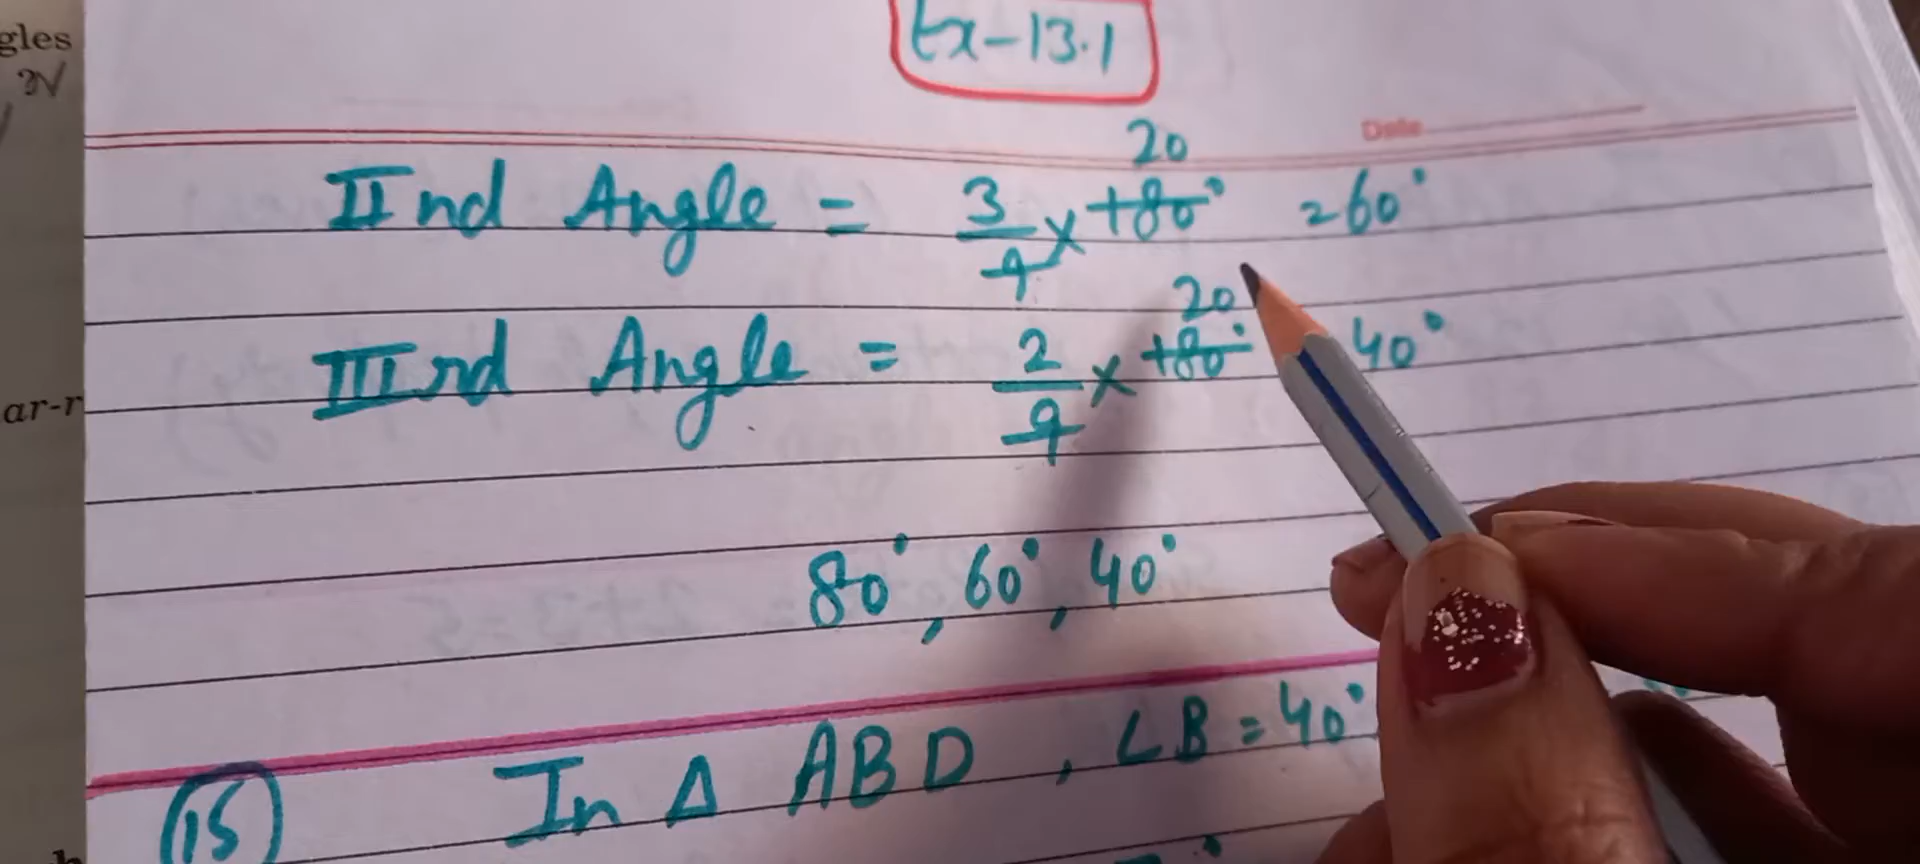 gles
Ex-13.1
Date
20
IInd Angle = 3/9 × 180° = 60°
20
IIIrd Angle = 2/9 × 180° 40°
ar-r
80°, 60°, 40°
(15) In Δ ABD, ∠B = 40°